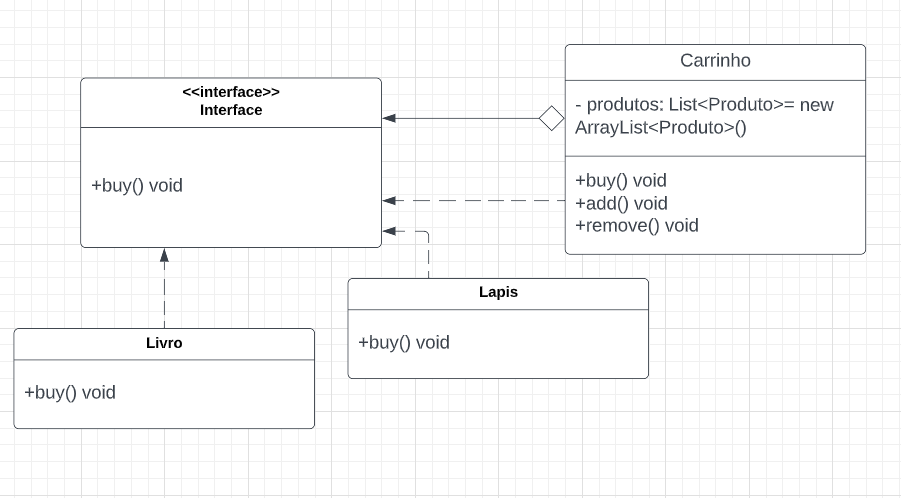 <<interface>>
Interface
+buy() void
Carrinho
- produtos: List<Produto>= new
ArrayList<Produto>()
+buy() void
+add() void
+remove() void
Lapis
+buy() void
Livro
+buy() void